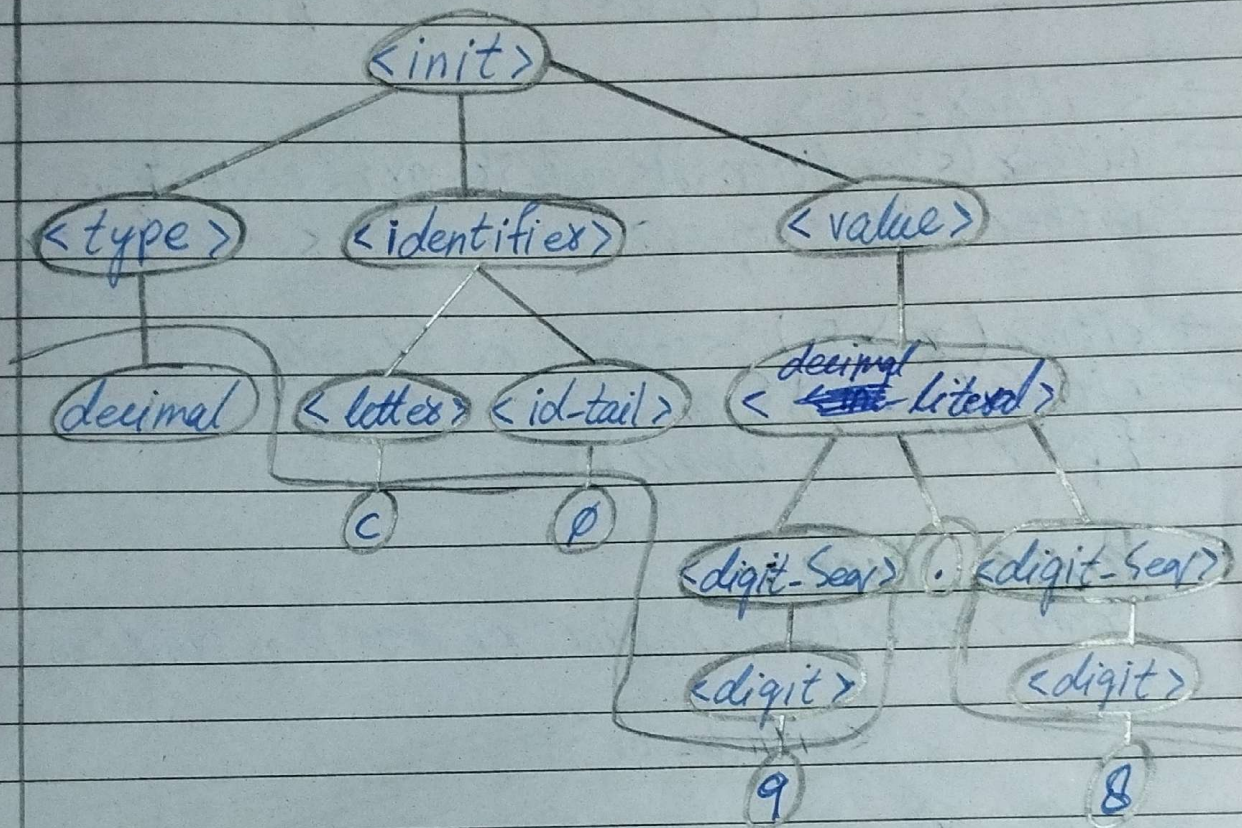 <init>
<type> <identifier> <value>
decimal <letter> <id-tail> <decimal-literal>
c ø
<digit-Seq> . <digit-Seq>
<digit> <digit>
9 8